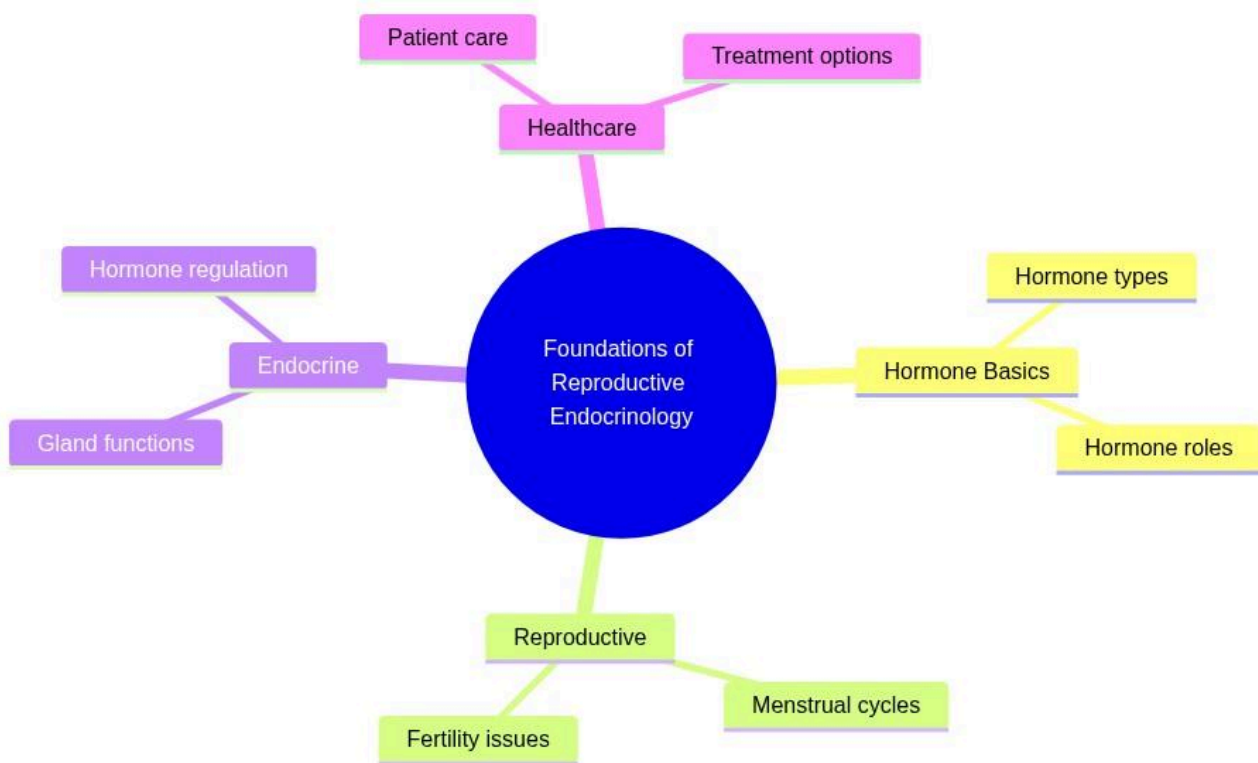 Patient care
Treatment options
Healthcare
Hormone regulation
Hormone types
Endocrine
Foundations of
Reproductive
Endocrinology
Hormone Basics
Gland functions
Hormone roles
Reproductive
Menstrual cycles
Fertility issues